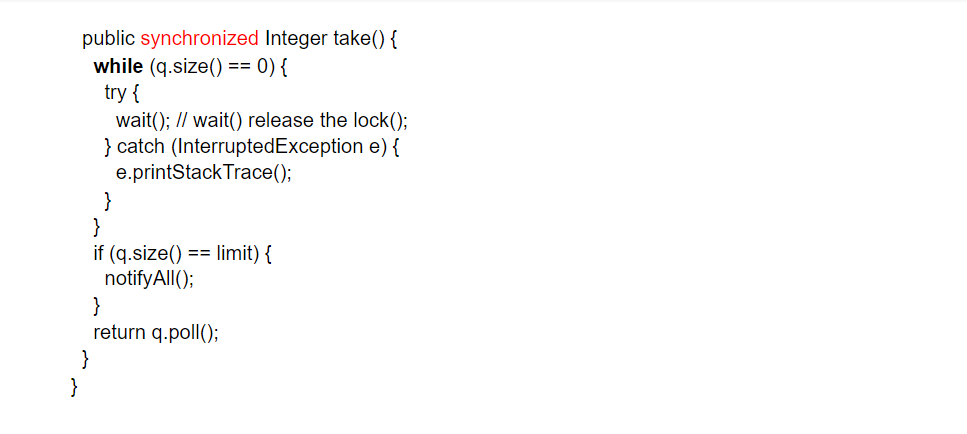 public synchronized Integer take() {
while (q.size() == 0) {
try {
wait(); // wait() release the lock();
} catch (InterruptedException e) {
e.printStackTrace();
}
}
if (q.size() == limit) {
notifyAll();
}
return q.poll();
}
}